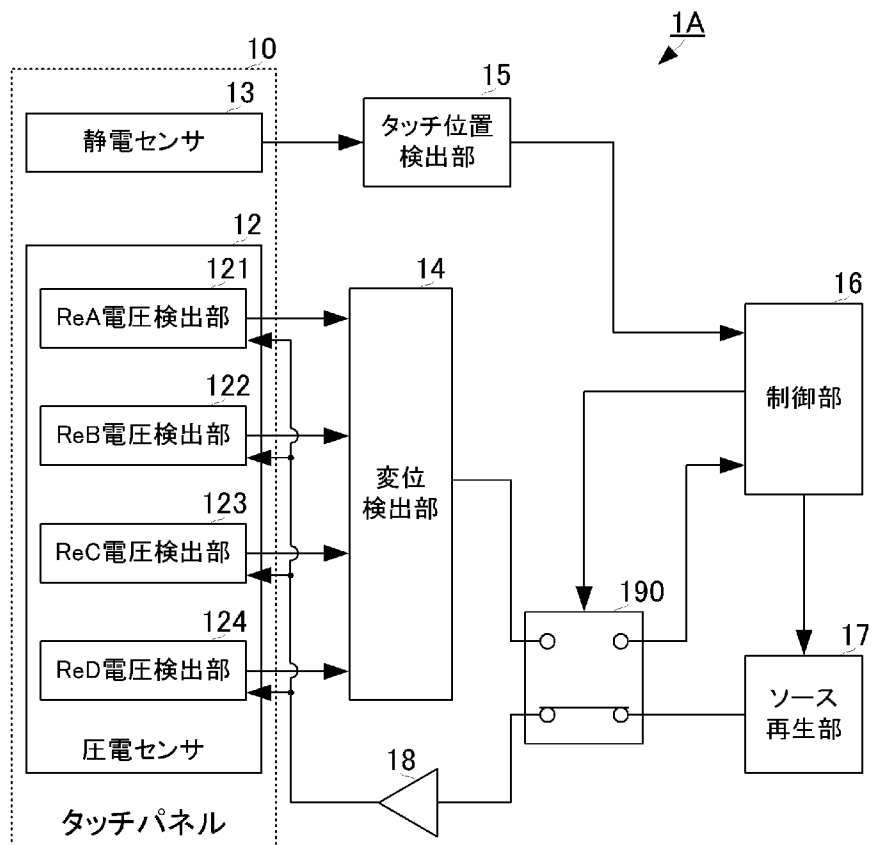 1A
10
13
静電センサ
15
タッチ位置
検出部
12
121
ReA電圧検出部
122
ReB電圧検出部
123
ReC電圧検出部
124
ReD電圧検出部
圧電センサ
タッチパネル
14
変位
検出部
16
制御部
190
17
ソース
再生部
18